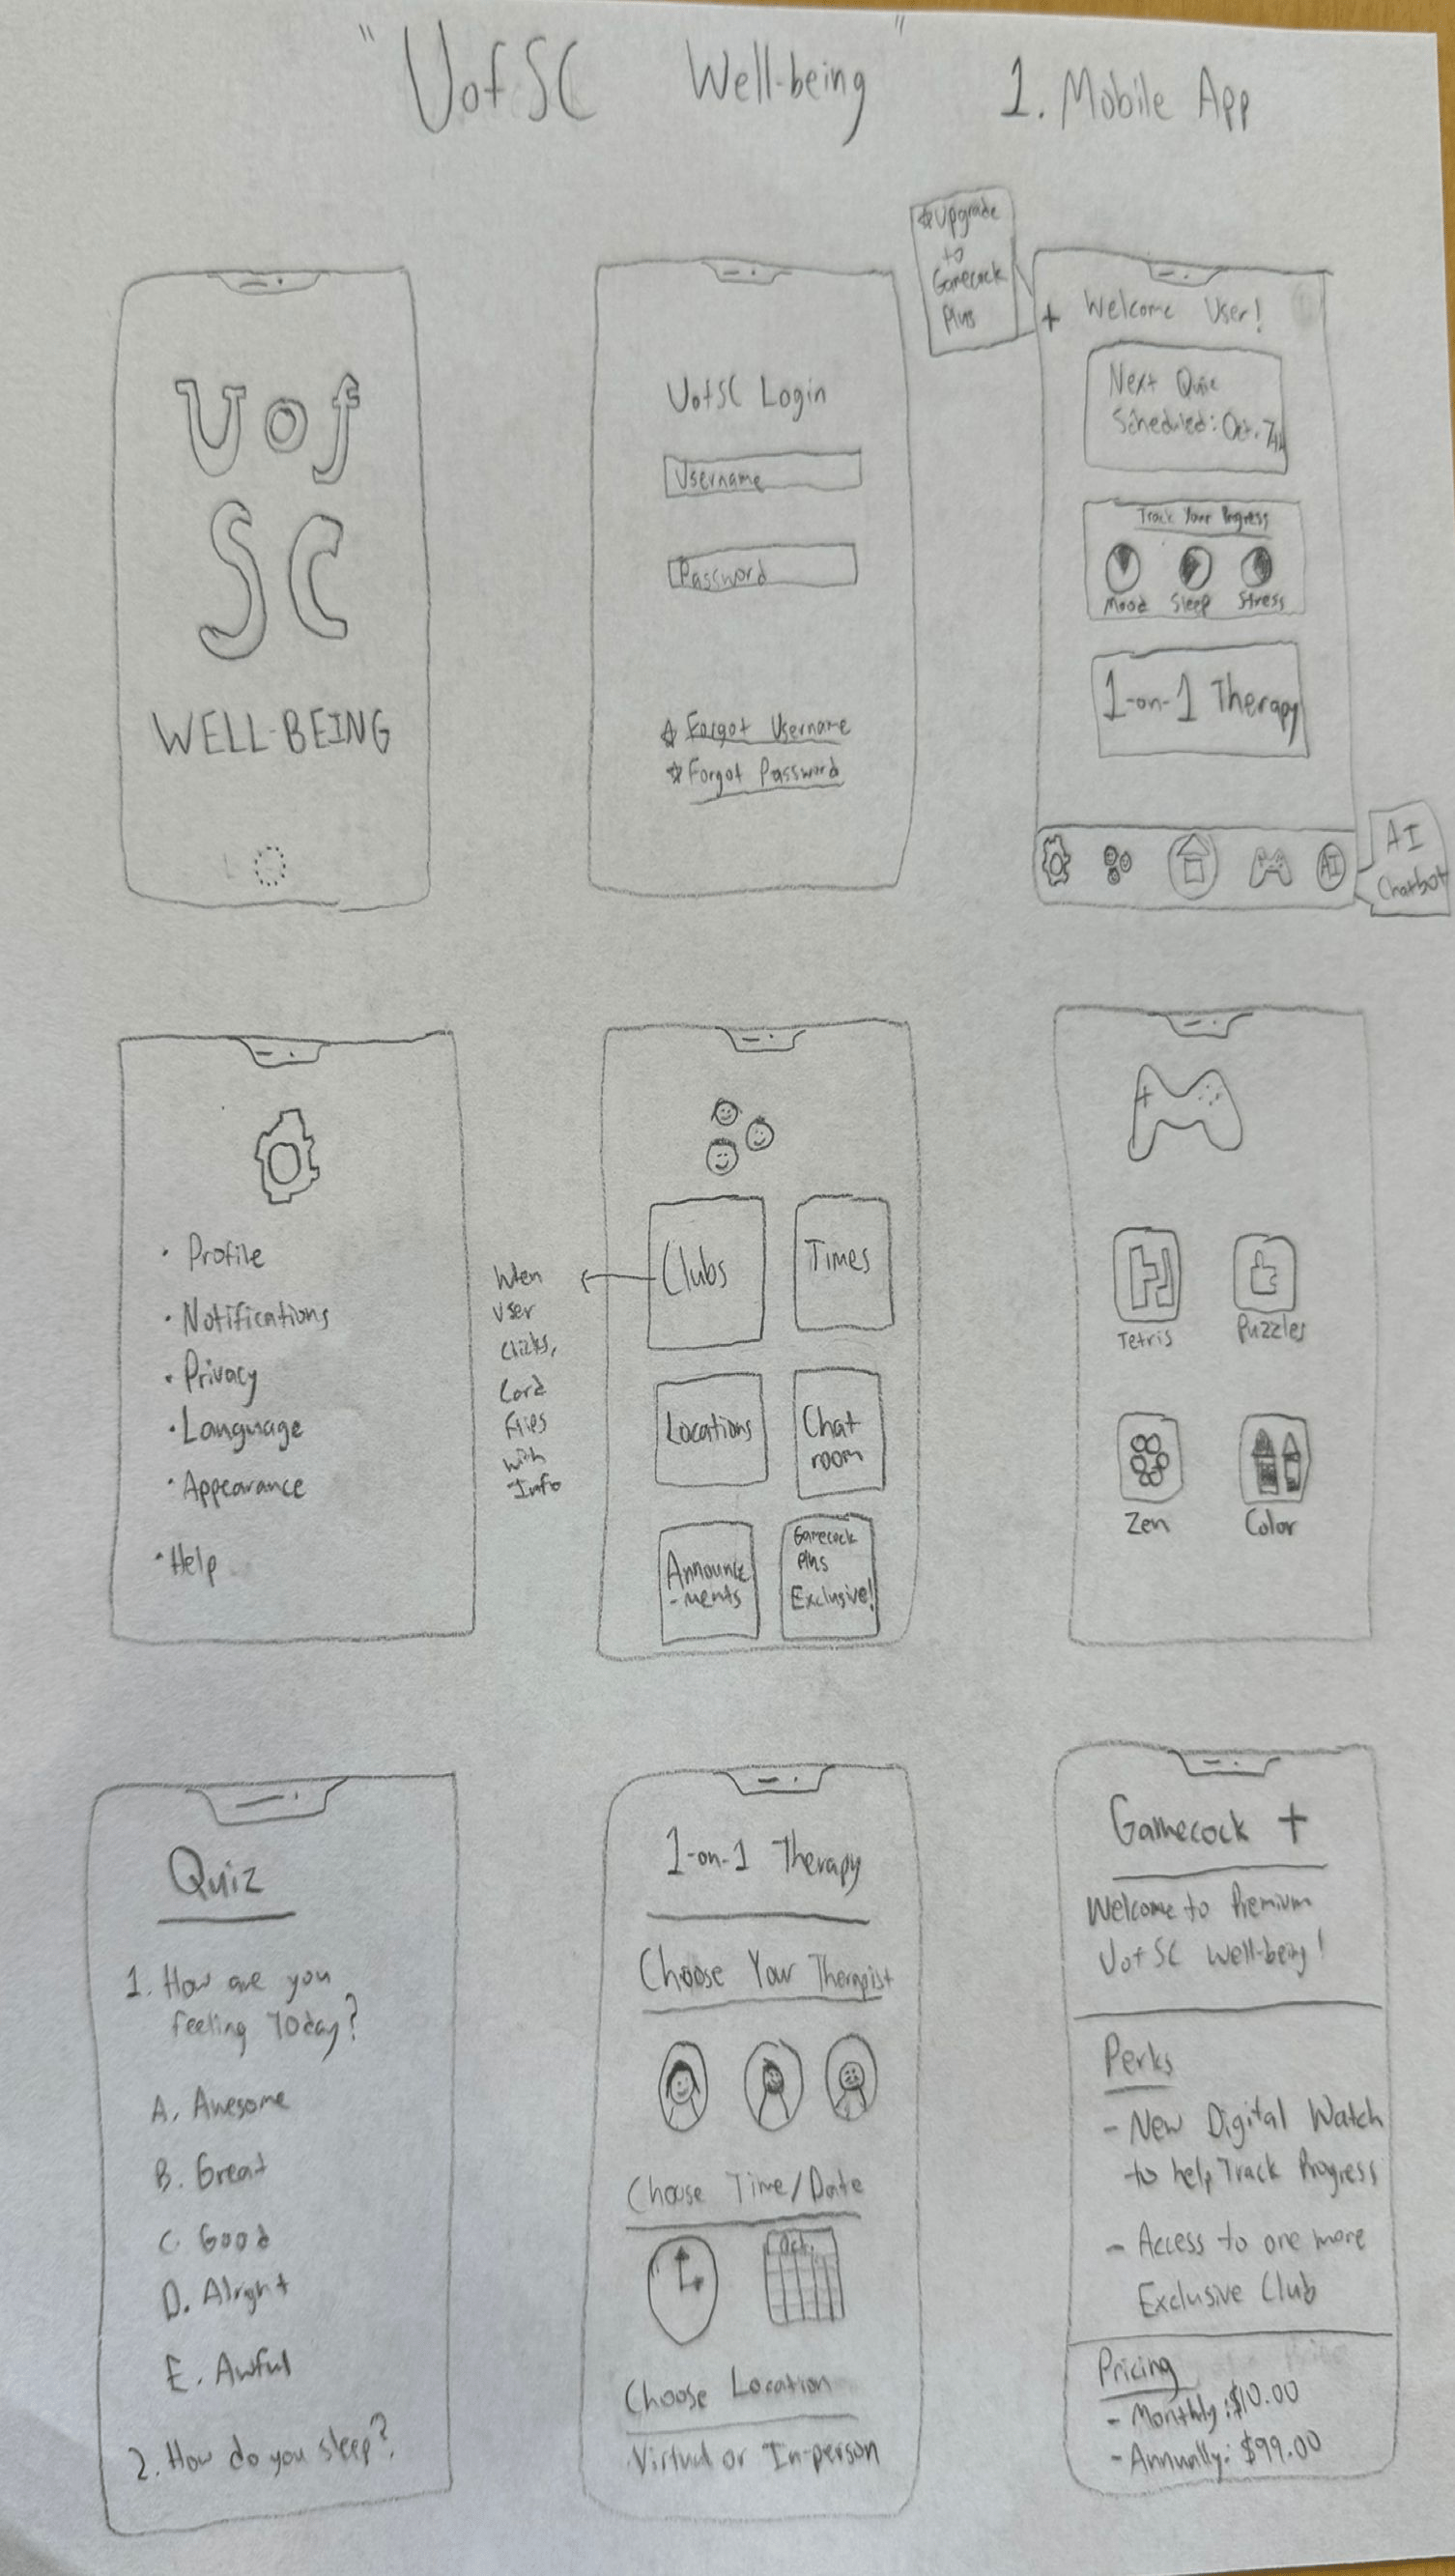 "UofSC Well-being" 1. Mobile App
Uof
SC
WELL-BEING
UofSC Login
Username
Password
☆ Forgot Username
☆ Forgot Password
☆Upgrade
to
Gamecock
Plus
+ Welcome User!
Next Quiz
Scheduled: Oct. 7th
Track Your Progress
Mood Sleep Stress
1-on-1 Therapy
AI
AI
Chatbot
· Profile
· Notifications
· Privacy
· Language
· Appearance
· Help
When
user
clicks,
Card
flips
with
Info
Clubs
Times
Locations
Chat
room
Announce
-ments
Gamecock
plus
Exclusive!
Tetris
Puzzles
Zen
Color
Quiz
1. How are you
feeling Today?
A. Awesome
B. Great
C. Good
D. Alright
E. Awful
2. How do you sleep?
1-on-1 Therapy
Choose Your Therapist
Choose Time/Date
Oct.
Choose Location
Virtual or In-person
Gamecock +
Welcome to Premium
UofSC Well-being!
Perks
- New Digital Watch
to help Track Progress
- Access to one more
Exclusive Club
Pricing
- Monthly: $10.00
- Annually: $99.00